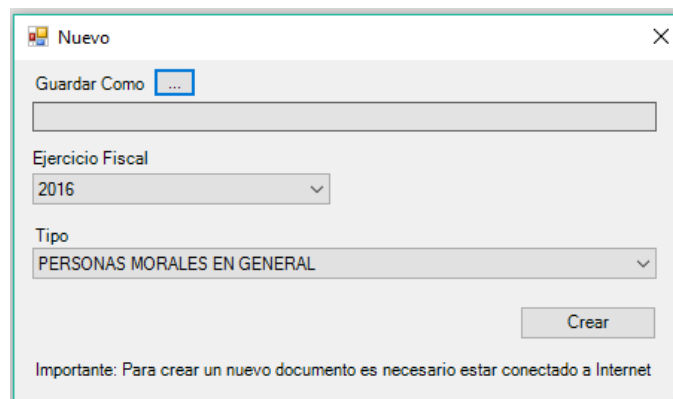 Nuevo
Guardar Como ...
Ejercicio Fiscal
2016
Tipo
PERSONAS MORALES EN GENERAL
Crear
Importante: Para crear un nuevo documento es necesario estar conectado a Internet